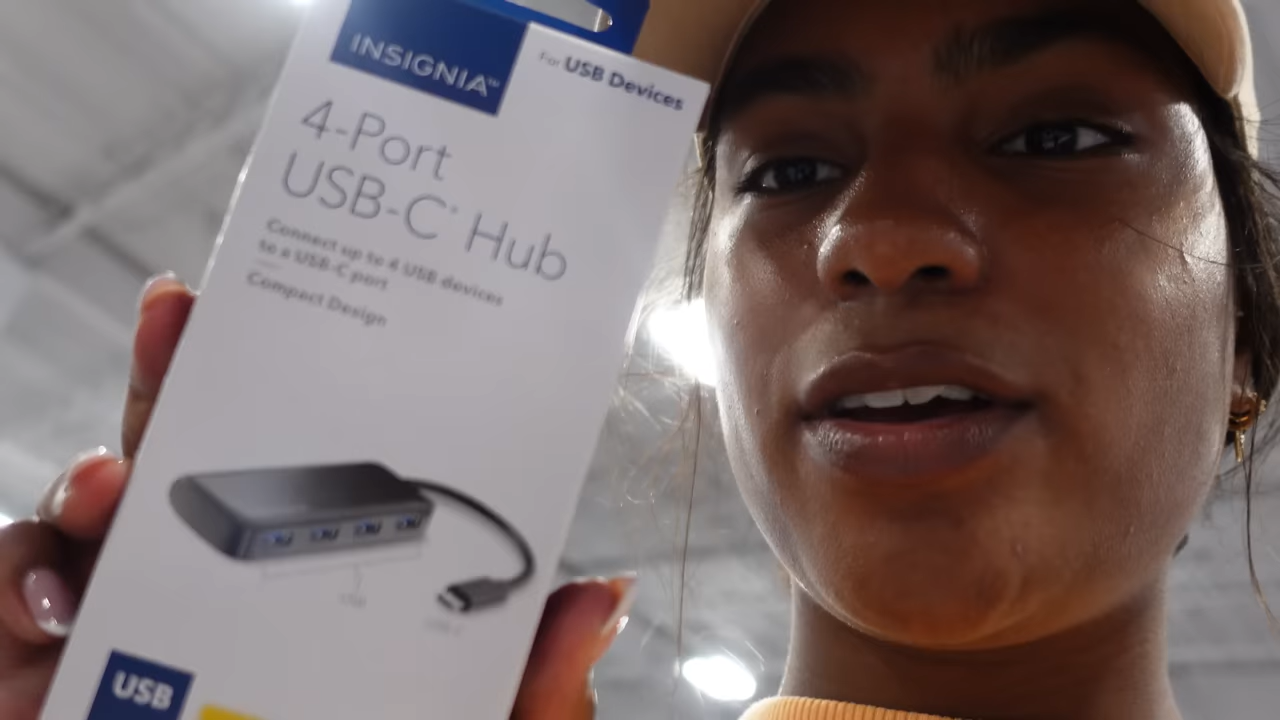 INSIGNIA™
For USB Devices
4-Port
USB-C® Hub
Connect up to 4 USB devices
to a USB-C port
Compact Design
USB